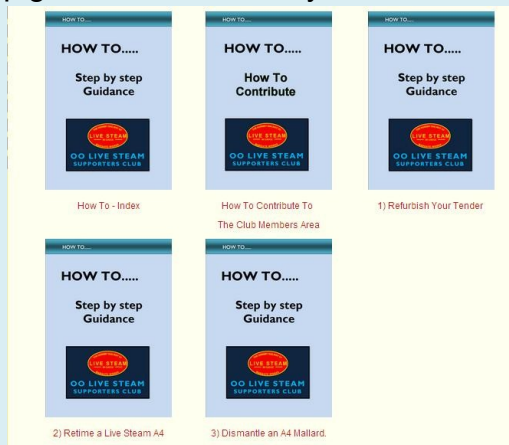 HOW TO....
HOW TO.....
Step by step
Guidance
LIVE STEAM
OO LIVE STEAM
SUPPORTERS CLUB
How To - Index
HOW TO....
HOW TO.....
How To
Contribute
LIVE STEAM
OO LIVE STEAM
SUPPORTERS CLUB
How To Contribute To
The Club Members Area
HOW TO....
HOW TO.....
Step by step
Guidance
LIVE STEAM
OO LIVE STEAM
SUPPORTERS CLUB
1) Refurbish Your Tender
HOW TO....
HOW TO.....
Step by step
Guidance
LIVE STEAM
OO LIVE STEAM
SUPPORTERS CLUB
2) Retime a Live Steam A4
HOW TO....
HOW TO.....
Step by step
Guidance
LIVE STEAM
OO LIVE STEAM
SUPPORTERS CLUB
3) Dismantle an A4 Mallard.